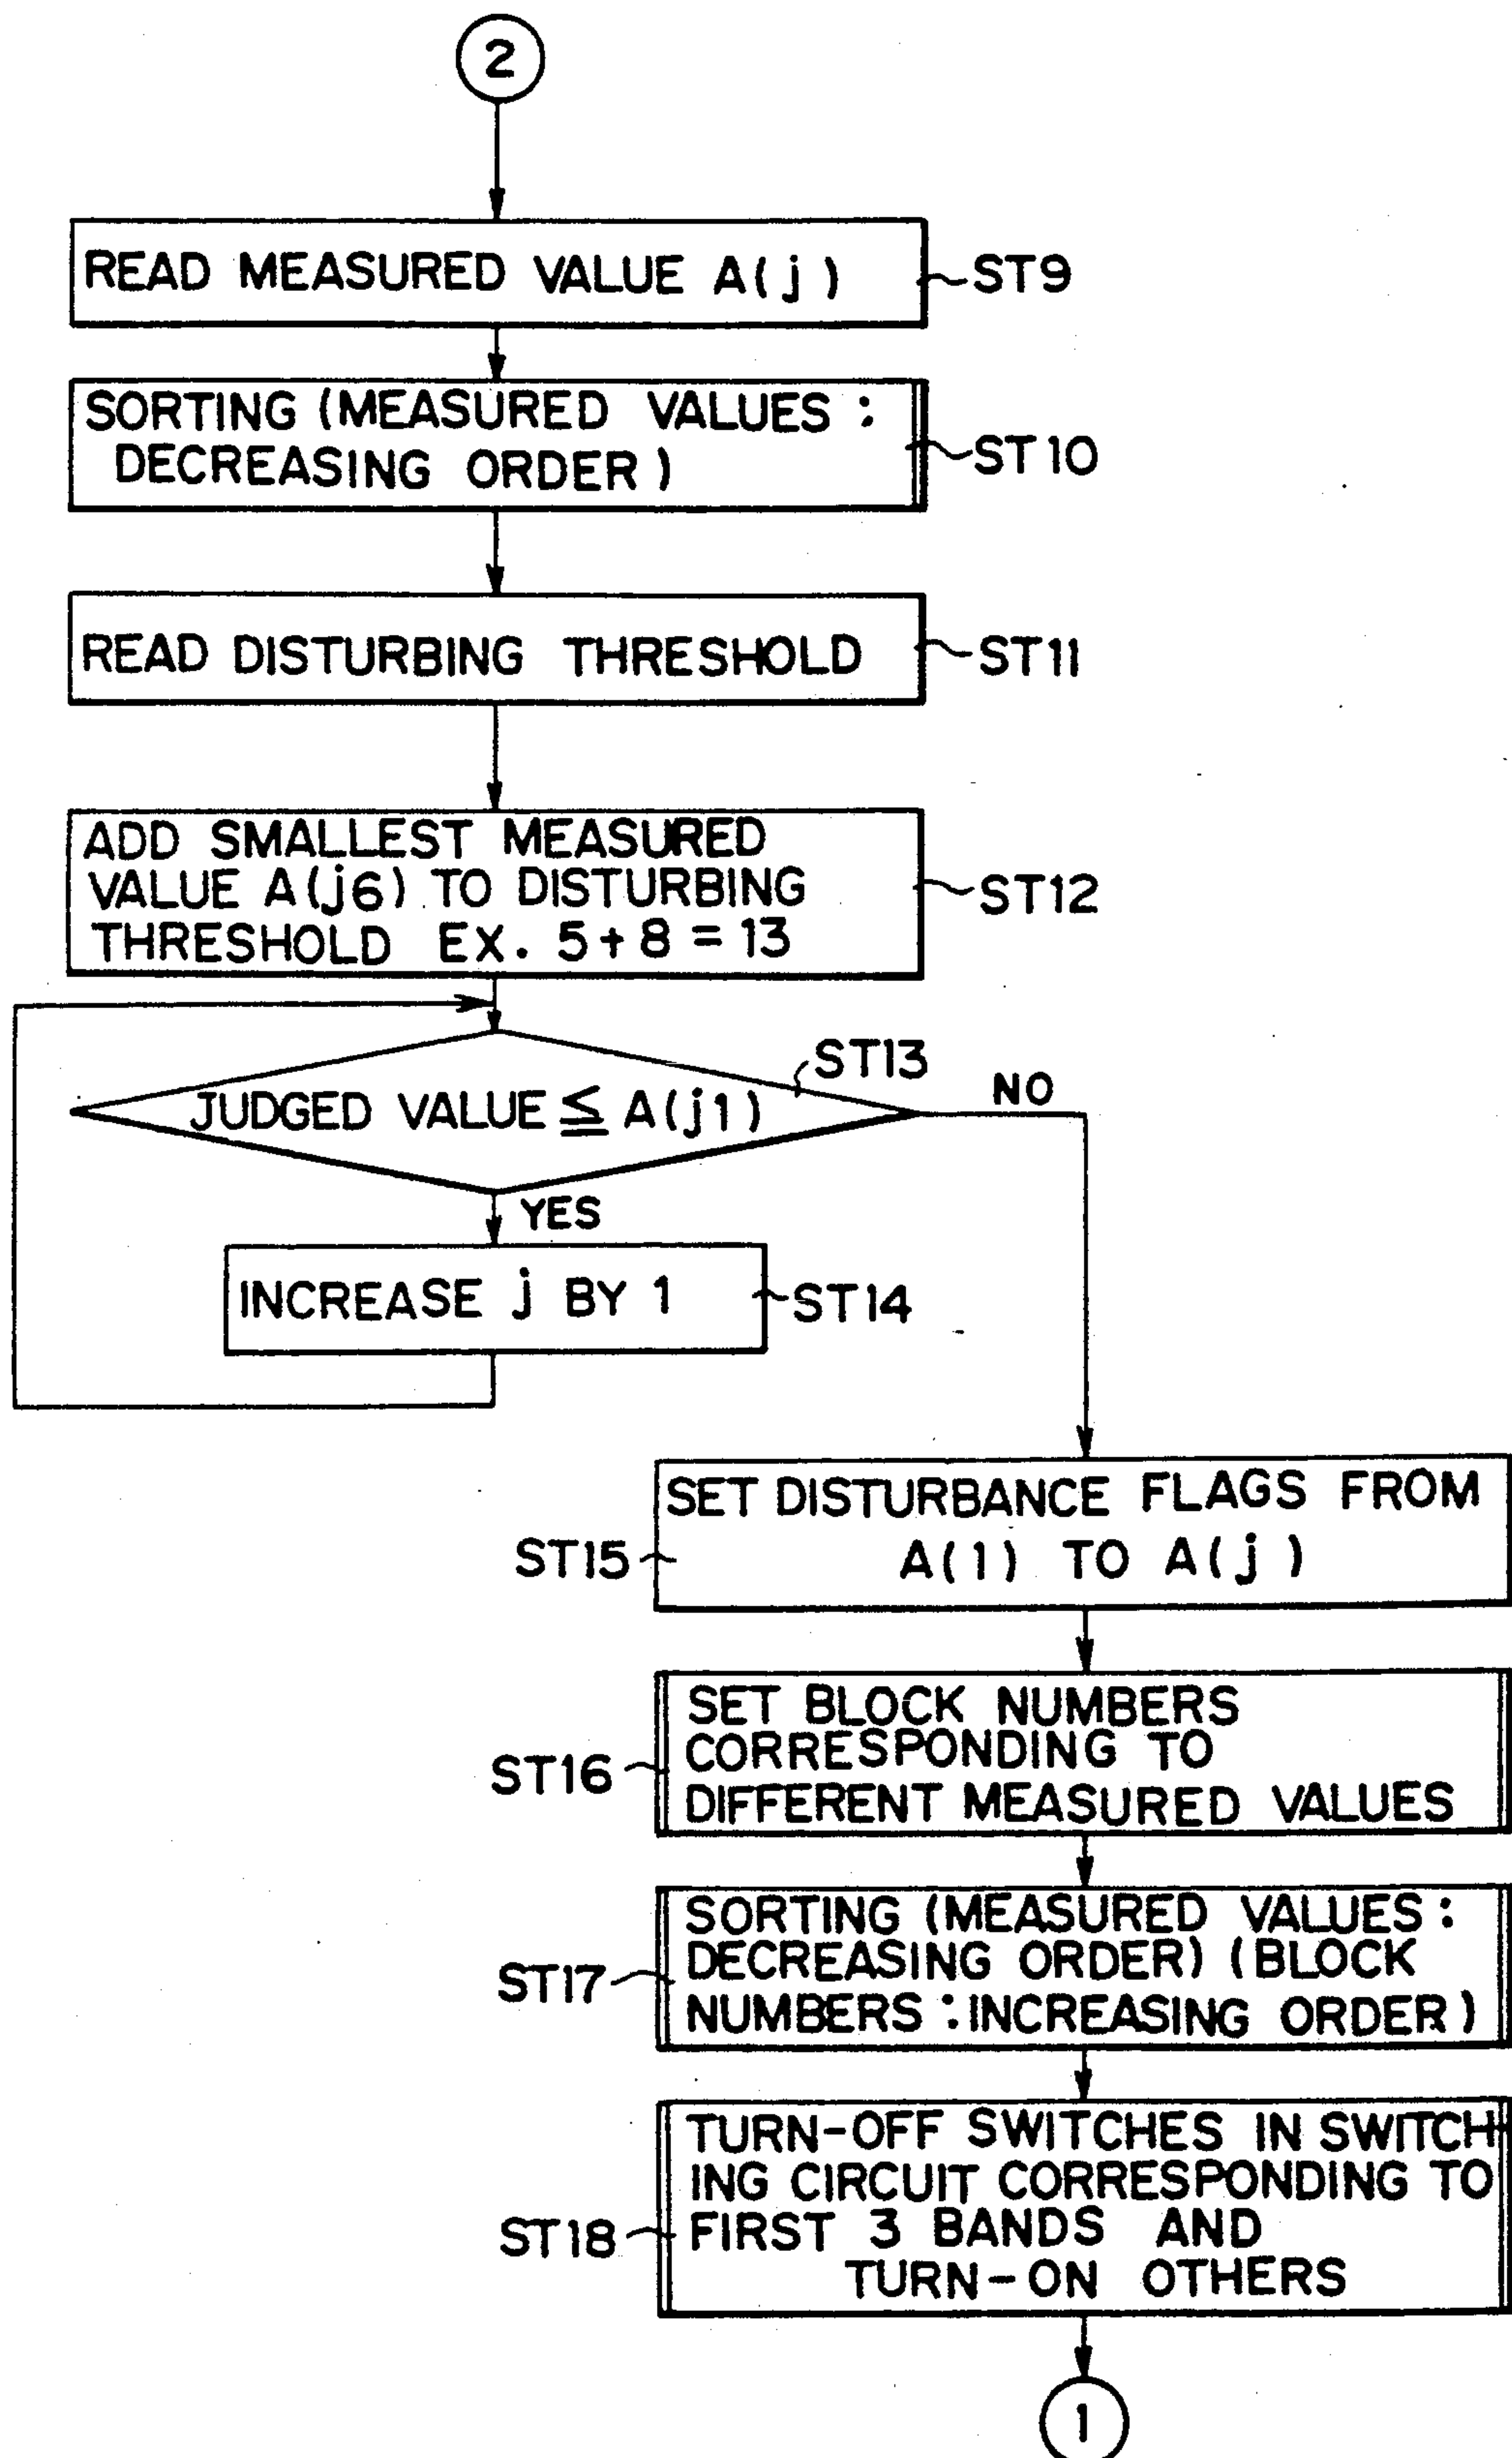 2
READ MEASURED VALUE A(j)
ST9
SORTING (MEASURED VALUES :
DECREASING ORDER)
ST10
READ DISTURBING THRESHOLD
ST11
ADD SMALLEST MEASURED
VALUE A(j6) TO DISTURBING
THRESHOLD EX. 5+8 = 13
ST12
ST13
JUDGED VALUE ≦ A(j1)
NO
YES
INCREASE j BY 1
ST14
SET DISTURBANCE FLAGS FROM
A(1) TO A(j)
ST15
SET BLOCK NUMBERS
CORRESPONDING TO
DIFFERENT MEASURED VALUES
ST16
SORTING (MEASURED VALUES :
DECREASING ORDER) (BLOCK
NUMBERS : INCREASING ORDER)
ST17
TURN-OFF SWITCHES IN SWITCH-
ING CIRCUIT CORRESPONDING TO
FIRST 3 BANDS AND
TURN-ON OTHERS
ST18
1